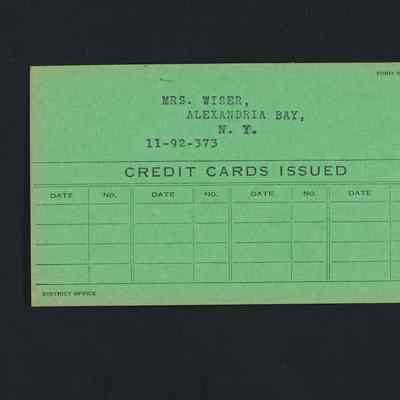 FORM
MRS. WISER,
ALEXANDRIA BAY,
N. Y.
11-92-373
CREDIT CARDS ISSUED
DATE No. DATE No. DATE No. DATE
DISTRICT OFFICE